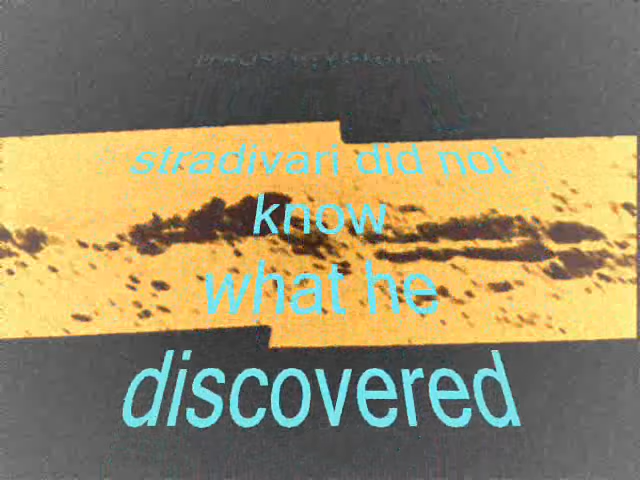 stradivari did not
know
what he
discovered